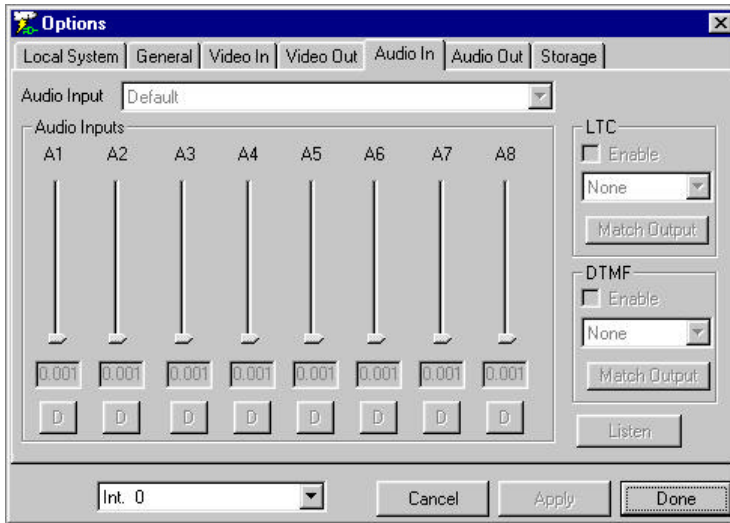 Options
Local System General Video In Video Out Audio In Audio Out Storage
Audio Input Default
Audio Inputs
A1 A2 A3 A4 A5 A6 A7 A8
0.001 0.001 0.001 0.001 0.001 0.001 0.001 0.001
D D D D D D D D
LTC
Enable
None
Match Output
DTMF
Enable
None
Match Output
Listen
Int. 0
Cancel Apply Done